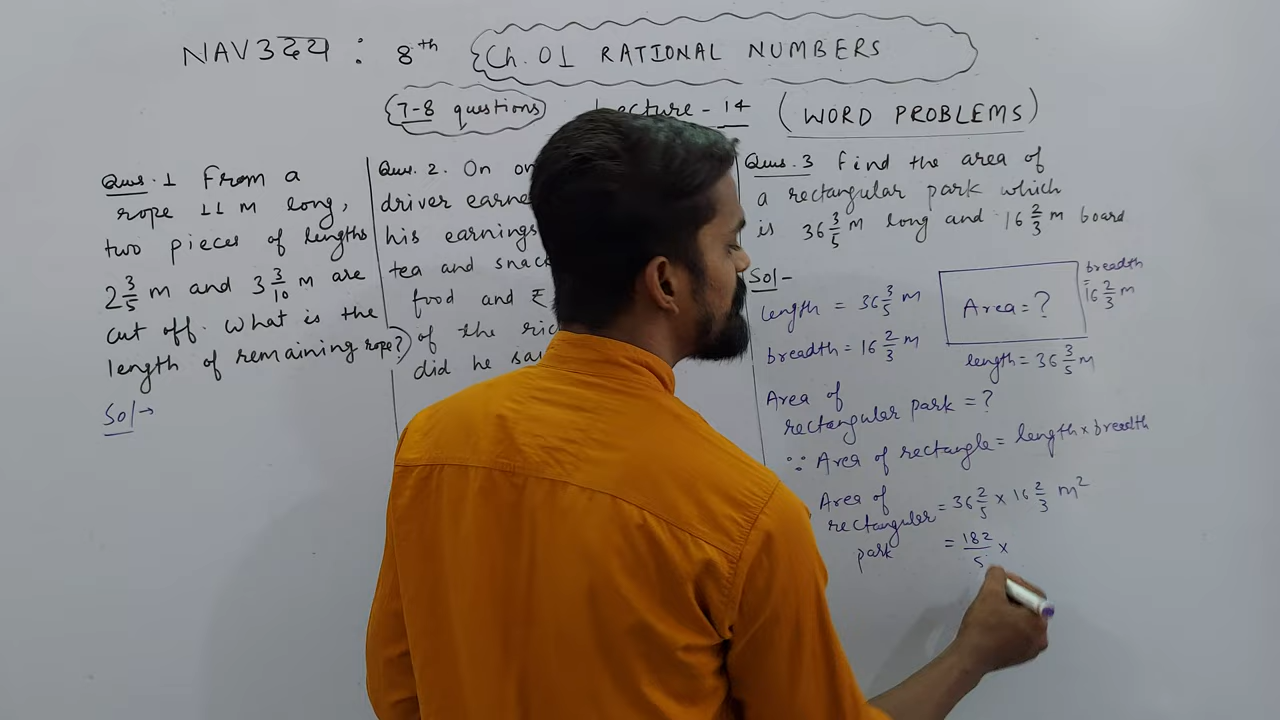 NAV3221 : 8th Ch. 01 RATIONAL NUMBERS
7-8 questions Lecture - 14 (WORD PROBLEMS)
Ques. 1 From a
rope 11 m long,
two pieces of lengths
2 3/5 m and 3 3/10 m are
cut off. What is the
length of remaining rope?
Sol→
Ques. 2. On
driver earne
his earnings
tea and snac
food and ₹
of the ric
did he sa
Ques. 3 Find the area of
a rectangular park which
is 36 3/5 m long and 16 2/3 m board
Sol-
length = 36 3/5 m
breadth = 16 2/3 m
Area = ?
breadth
= 16 2/3 m
length = 36 3/5 m
Area of
rectangular park = ?
∵ Area of rectangle = length × breadth
Area of
rectangular = 36 2/5 × 16 2/3 m²
park = 182/5 ×